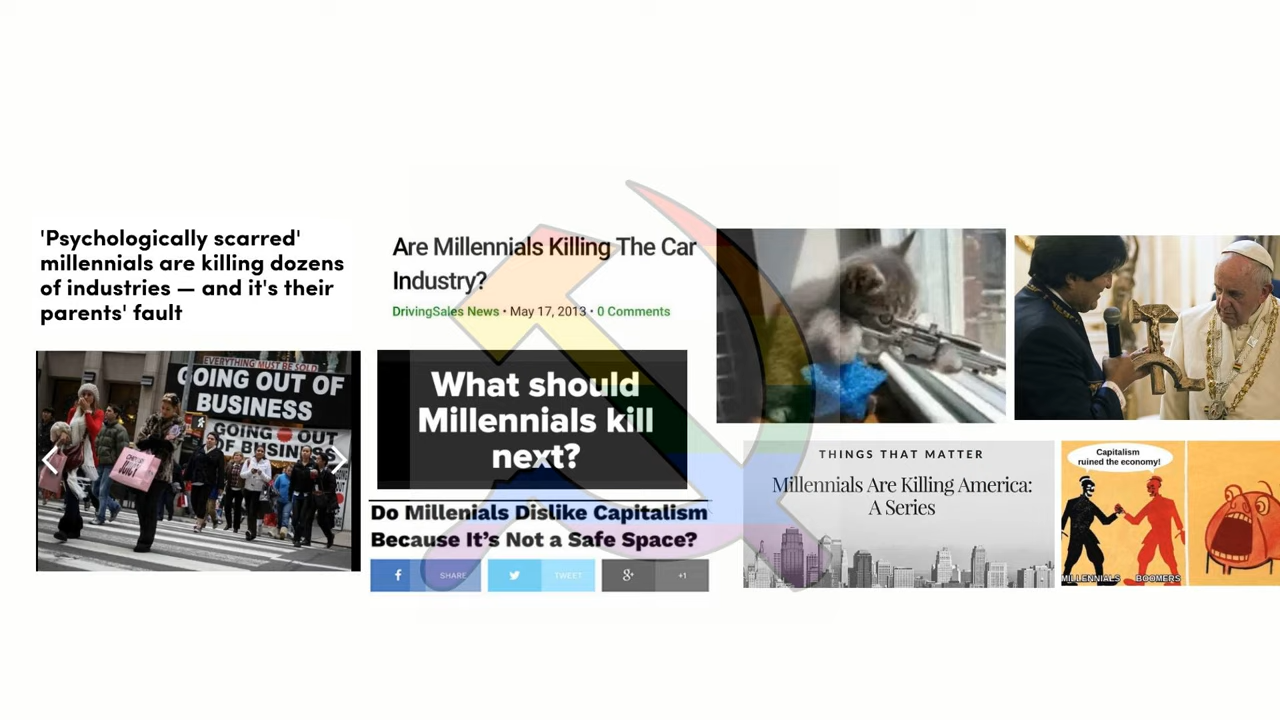 'Psychologically scarred'
millennials are killing dozens
of industries — and it's their
parents' fault
EVERYTHING MUST BE SOLD
GOING OUT OF
BUSINESS
GOING OUT
OF BUSINESS
Are Millennials Killing The Car
Industry?
DrivingSales News • May 17, 2013 • 0 Comments
What should
Millennials kill
next?
Do Millenials Dislike Capitalism
Because It's Not a Safe Space?
f SHARE
TWEET
g+ +1
THINGS THAT MATTER
Millennials Are Killing America:
A Series
Capitalism
ruined the economy!
MILLENNIALS
BOOMERS